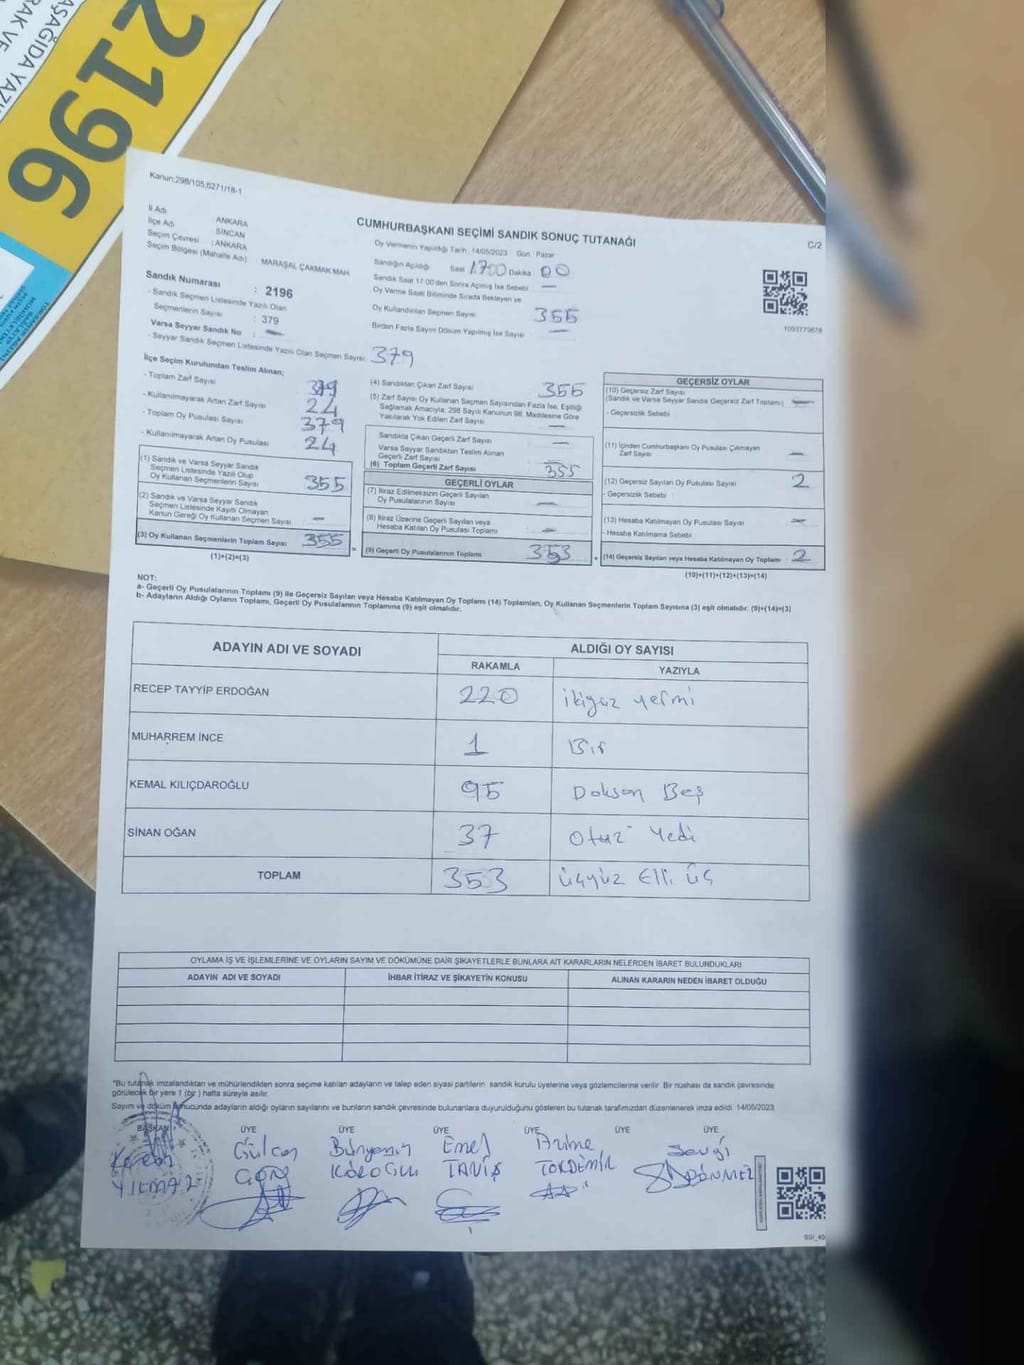 AŞAĞIDA YAZI
RAK VE
2196
Kanun:298/105,6271/18-1
CUMHURBAŞKANI SEÇİMİ SANDIK SONUÇ TUTANAĞI
C/2
İl Adı ANKARA
İlçe Adı SİNCAN
Seçim Çevresi : ANKARA
Seçim Bölgesi (Mahalle Adı) : MARAŞAL ÇAKMAK MAH.
Oy Vermenin Yapıldığı Tarih : 14/05/2023 Gün : Pazar
Sandığın Açıldığı Saat 17.00 Dakika 00
Sandık Saat 17:00'den Sonra Açılmış İse Sebebi —
Oy Verme Saati Bitiminde Sırada Bekleyen ve
Oy Kullandırılan Seçmen Sayısı 355
Birden Fazla Sayım Döküm Yapılmış İse Sayısı —
1093779878
Sandık Numarası : 2196
- Sandık Seçmen Listesinde Yazılı Olan
Seçmenlerin Sayısı : 379
Varsa Seyyar Sandık No : —
- Seyyar Sandık Seçmen Listesinde Yazılı Olan Seçmen Sayısı: 379
İlçe Seçim Kurulundan Teslim Alınan;
- Toplam Zarf Sayısı 379
- Kullanılmayarak Artan Zarf Sayısı 24
- Toplam Oy Pusulası Sayısı 379
- Kullanılmayarak Artan Oy Pusulası 24
(1) Sandık ve Varsa Seyyar Sandık
Seçmen Listesinde Yazılı Olup
Oy Kullanan Seçmenlerin Sayısı 355
(2) Sandık ve Varsa Seyyar Sandık
Seçmen Listesinde Kayıtlı Olmayan
Kanun Gereği Oy Kullanan Seçmen Sayısı —
(3) Oy Kullanan Seçmenlerin Toplam Sayısı 355
(1)+(2)=(3)
(4) Sandıktan Çıkan Zarf Sayısı 355
(5) Zarf Sayısı Oy Kullanan Seçmen Sayısından Fazla İse, Eşitliği
Sağlamak Amacıyla, 298 Sayılı Kanunun 98. Maddesine Göre
Yakılarak Yok Edilen Zarf Sayısı —
Sandıkta Çıkan Geçerli Zarf Sayısı —
Varsa Seyyar Sandıktan Teslim Alınan
Geçerli Zarf Sayısı —
(6) Toplam Geçerli Zarf Sayısı 355
GEÇERLİ OYLAR
(7) İtiraz Edilmeksizin Geçerli Sayılan
Oy Pusulalarının Sayısı —
(8) İtiraz Üzerine Geçerli Sayılan veya
Hesaba Katılan Oy Pusulası Toplamı —
= (9) Geçerli Oy Pusulalarının Toplamı 353
GEÇERSİZ OYLAR
(10) Geçersiz Zarf Sayısı
(Sandık ve Varsa Seyyar Sandık Geçersiz Zarf Toplamı) —
- Geçersizlik Sebebi
(11) İçinden Cumhurbaşkanı Oy Pusulası Çıkmayan
Zarf Sayısı —
(12) Geçersiz Sayılan Oy Pusulası Sayısı 2
- Geçersizlik Sebebi :
(13) Hesaba Katılmayan Oy Pusulası Sayısı —
- Hesaba Katılmama Sebebi :
+ (14) Geçersiz Sayılan veya Hesaba Katılmayan Oy Toplamı 2
(10)+(11)+(12)+(13)=(14)
NOT:
a- Geçerli Oy Pusulalarının Toplamı (9) ile Geçersiz Sayılan veya Hesaba Katılmayan Oy Toplamı (14) Toplamları, Oy Kullanan Seçmenlerin Toplam Sayısına (3) eşit olmalıdır. (9)+(14)=(3)
b- Adayların Aldığı Oyların Toplamı, Geçerli Oy Pusulalarının Toplamına (9) eşit olmalıdır.
ADAYIN ADI VE SOYADI ALDIĞI OY SAYISI
RAKAMLA YAZIYLA
RECEP TAYYİP ERDOĞAN 220 ikiyüz yirmi
MUHARREM İNCE 1 Bir
KEMAL KILIÇDAROĞLU 95 Doksan Beş
SİNAN OĞAN 37 Otuz Yedi
TOPLAM 353 Üçyüz Elli Üç
OYLAMA İŞ VE İŞLEMLERİNE VE OYLARIN SAYIM VE DÖKÜMÜNE DAİR ŞİKAYETLERLE BUNLARA AİT KARARLARIN NELERDEN İBARET BULUNDUKLARI
ADAYIN ADI VE SOYADI İHBAR İTİRAZ VE ŞİKAYETİN KONUSU ALINAN KARARIN NEDEN İBARET OLDUĞU
*Bu tutanak imzalandıktan ve mühürlendikten sonra seçime katılan adayların ve talep eden siyasi partilerin sandık kurulu üyelerine veya gözlemcilerine verilir. Bir nüshası da sandık çevresinde
görülecek bir yere 1 (bir ) hafta süreyle asılır.
Sayım ve döküm sonucunda adayların aldığı oyların sayılarını ve bunların sandık çevresinde bulunanlara duyurulduğunu gösteren bu tutanak tarafımızdan düzenlenerek imza edildi. 14/05/2023
BAŞKAN ÜYE ÜYE ÜYE ÜYE ÜYE ÜYE
Kerem Gülcan Bünyamin Emel Azime Sevgi
YILMAZ KÖROĞLU TANIŞ TOKDEMİR DÖNMEZ